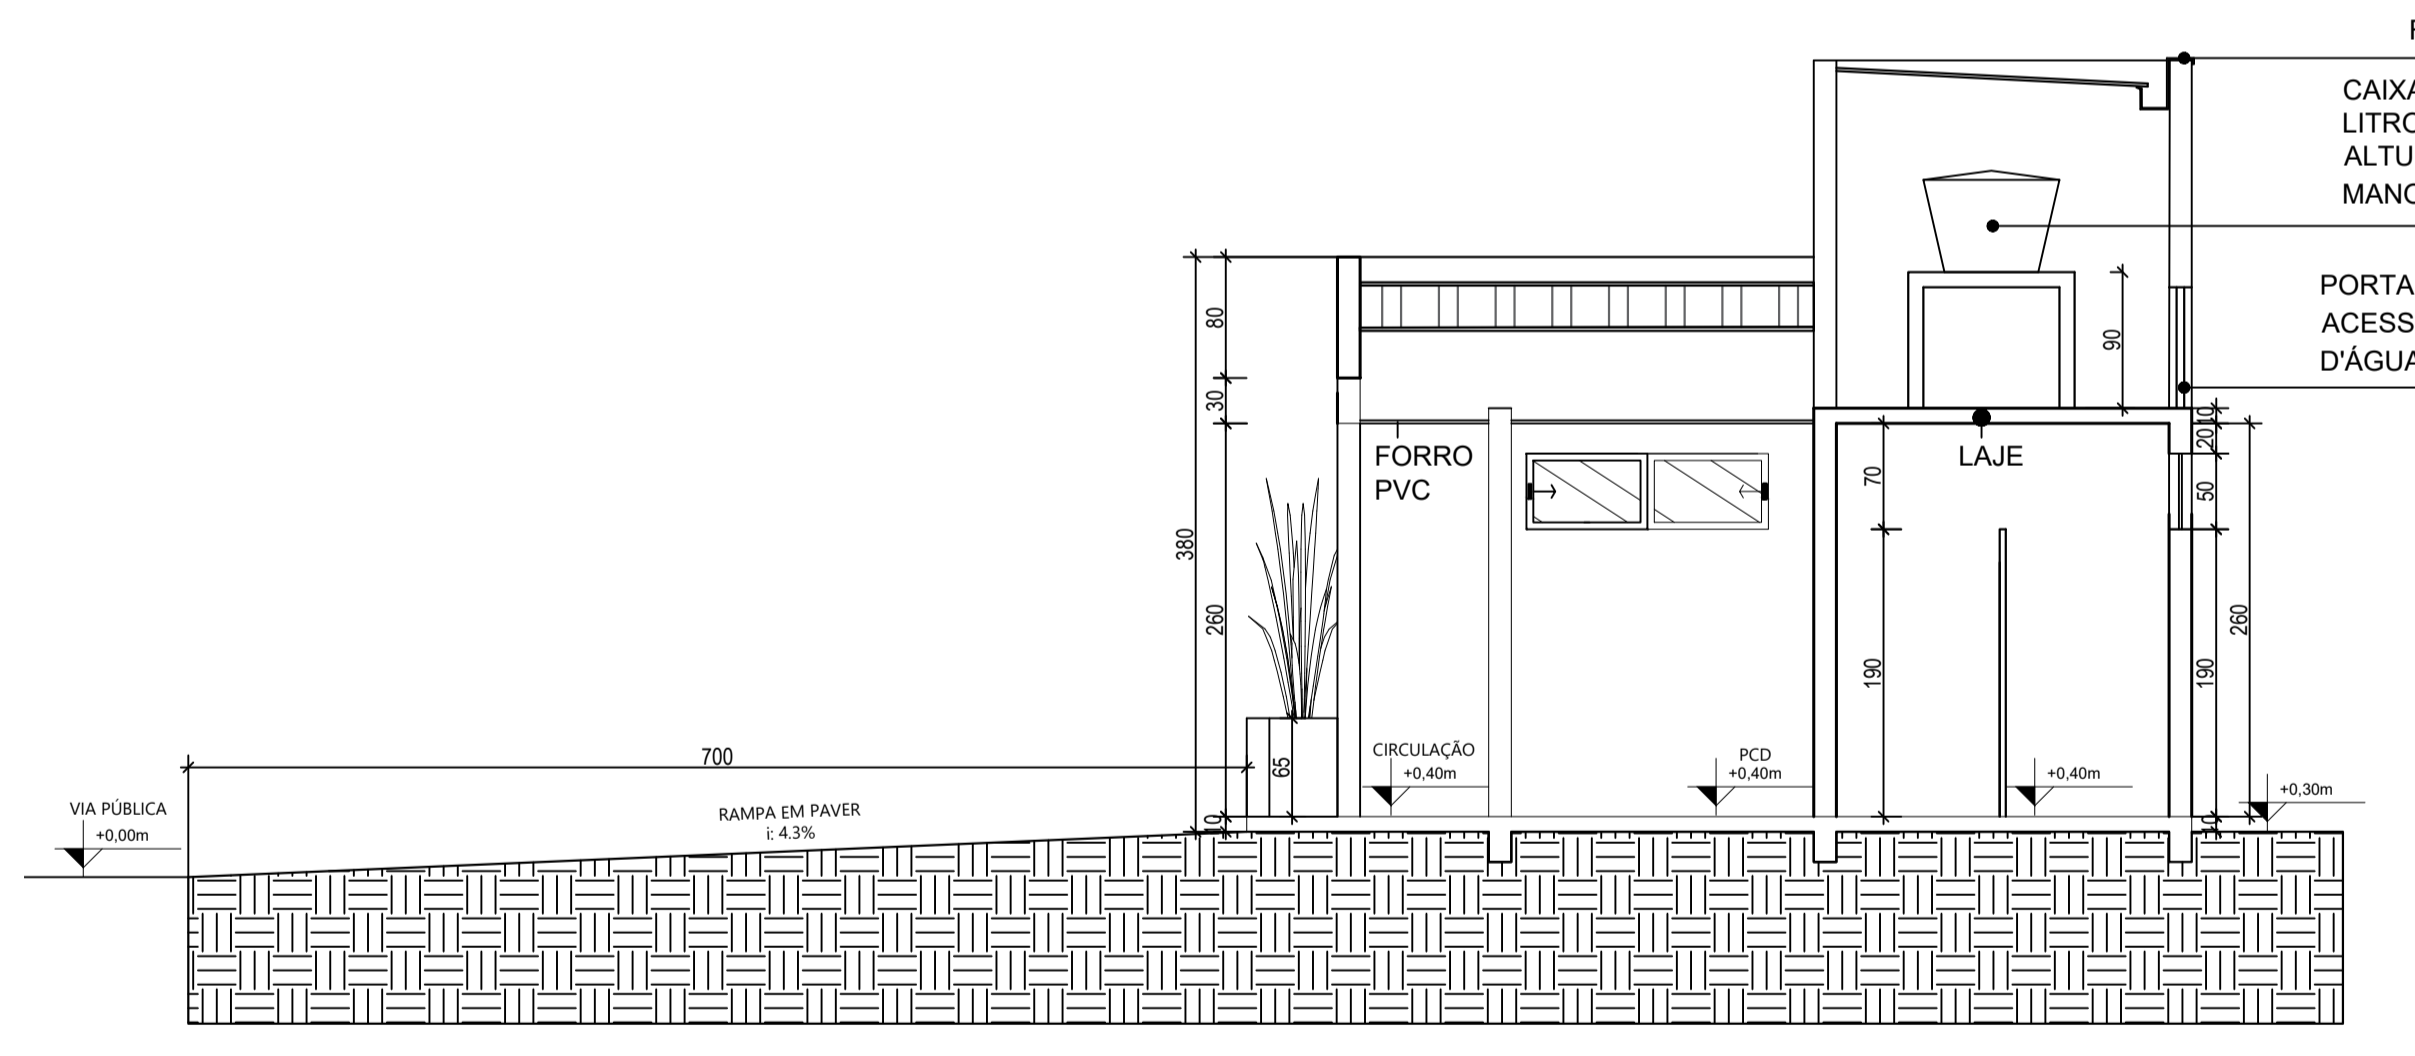 CAIXA
LITRO
ALTU
MANO
PORTA
ACESS
D'ÁGUA
80
30
90
10
20
FORRO
PVC
LAJE
70
50
380
260
260
190
190
700
65
CIRCULAÇÃO
+0,40m
PCD
+0,40m
+0,40m
+0,30m
VIA PÚBLICA
+0,00m
RAMPA EM PAVER
i: 4.3%
10
10